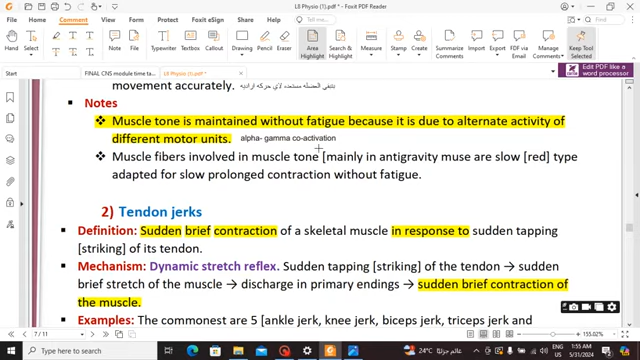 L8 Physio (1).pdf * - Foxit PDF Reader
Tell me...
File Home Comment View Form Protect Foxit eSign Share Help
Hand Select Note File Typewriter Textbox Callout Drawing Pencil Eraser Area Highlight Search & Highlight Measure Stamp Summarize Comments Import Export FDF via Email Manage Comments Keep Tool Selected
Start FINAL CNS module time ta... L8 Physio (1).pdf * Edit PDF like a word processor
movement accurately.
• Notes
Muscle tone is maintained without fatigue because it is due to alternate activity of
different motor units. alpha- gamma co-activation
Muscle fibers involved in muscle tone [mainly in antigravity muse are slow [red] type
adapted for slow prolonged contraction without fatigue.
2) Tendon jerks
• Definition: Sudden brief contraction of a skeletal muscle in response to sudden tapping
[striking] of its tendon.
• Mechanism: Dynamic stretch reflex. Sudden tapping [striking] of the tendon → sudden
brief stretch of the muscle → discharge in primary endings → sudden brief contraction of
the muscle.
• Examples: The commonest are 5 [ankle jerk, knee jerk, biceps jerk, triceps jerk and
7 / 11 155.02%
Type here to search 24°C غائم جزئيًا ENG 1:55 AM
5/31/2024